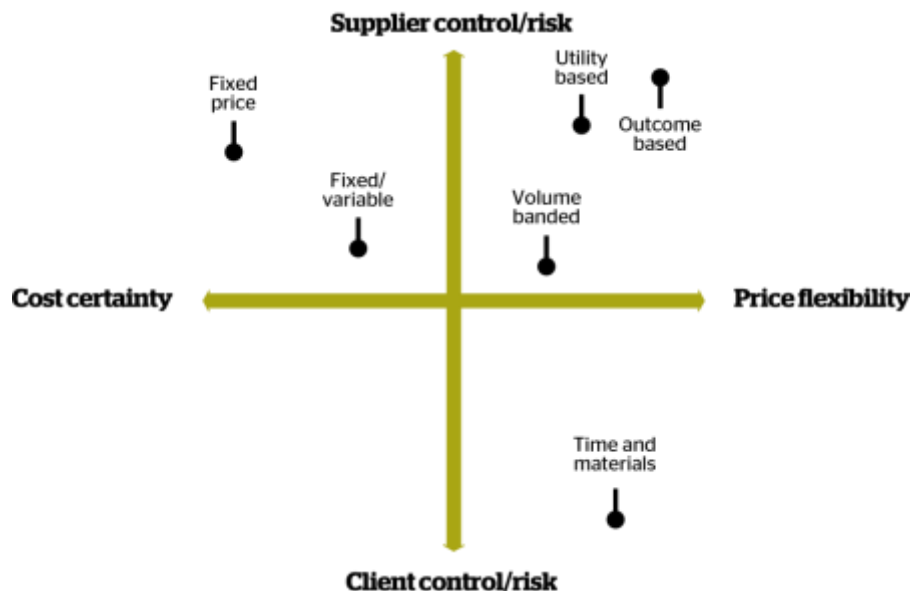 Supplier control/risk
Fixed
price
Utility
based
Outcome
based
Fixed/
variable
Volume
banded
Cost certainty
Price flexibility
Time and
materials
Client control/risk